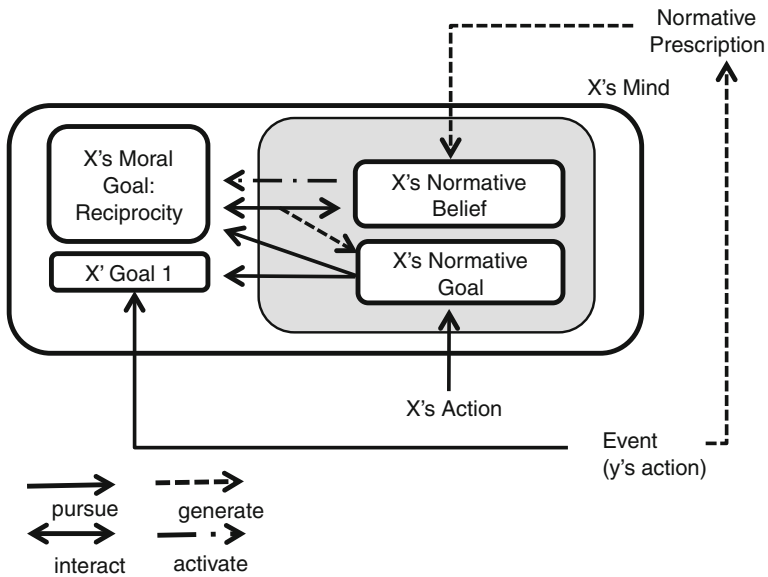 Normative
Prescription
X's Mind
X's Moral
Goal:
Reciprocity
X's Normative
Belief
X' Goal 1
X's Normative
Goal
X's Action
Event
(y's action)
pursue
generate
interact
activate